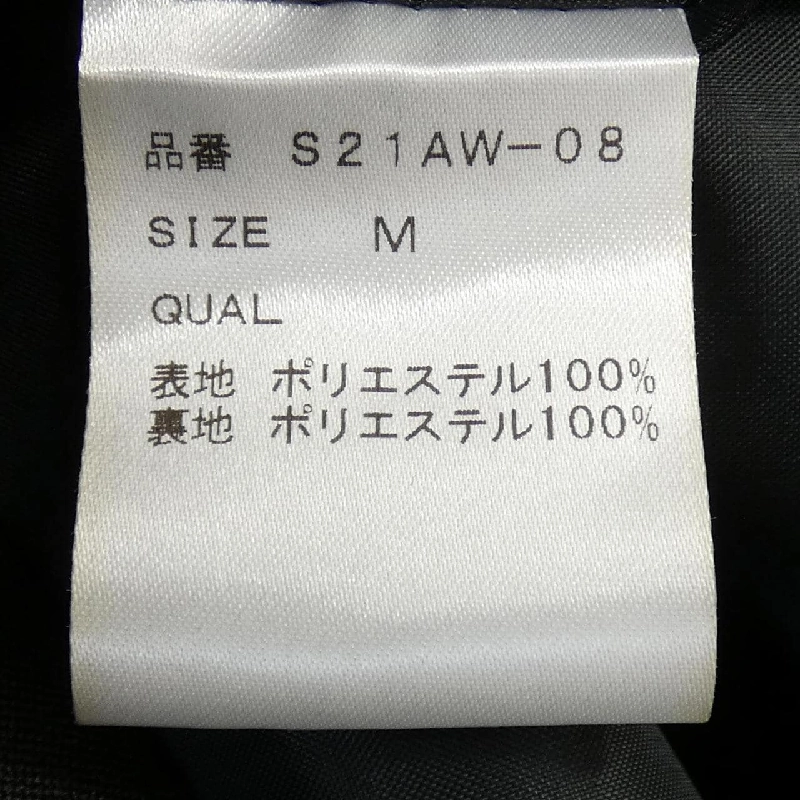 品番 S21AW-08
SIZE M
QUAL
表地 ポリエステル100%
裏地 ポリエステル100%